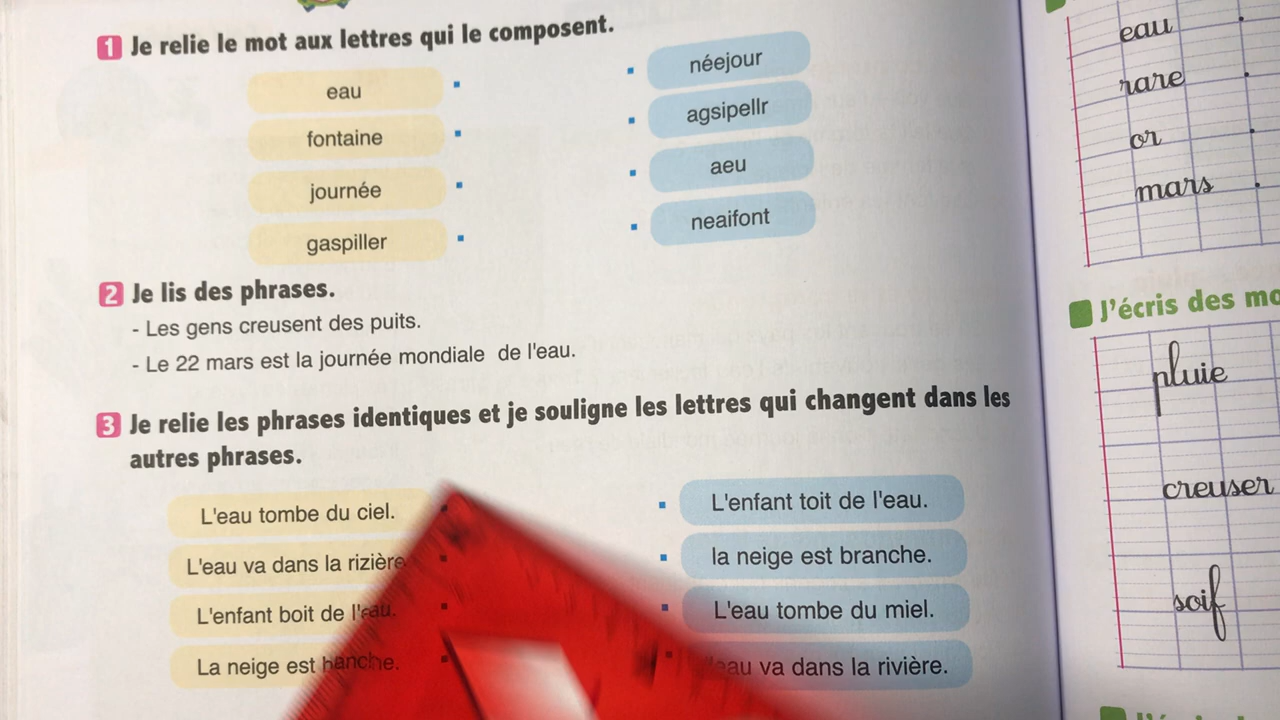 1 Je relie le mot aux lettres qui le composent.
eau
fontaine
journée
gaspiller
néejour
agsipellr
aeu
neaifont
2 Je lis des phrases.
- Les gens creusent des puits.
- Le 22 mars est la journée mondiale de l'eau.
3 Je relie les phrases identiques et je souligne les lettres qui changent dans les
autres phrases.
L'eau tombe du ciel.
L'eau va dans la rizière
L'enfant boit de l'eau.
La neige est hanche.
L'enfant toit de l'eau.
la neige est branche.
L'eau tombe du miel.
eau va dans la rivière.
eau
rare
or
mars
J'écris des mo
pluie
creuser
soif